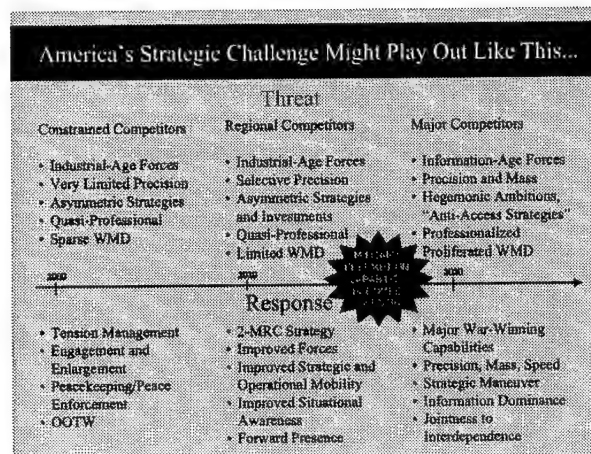 America's Strategic Challenge Might Play Out Like This...
Threat
Constrained Competitors
• Industrial-Age Forces
• Very Limited Precision
• Asymmetric Strategies
• Quasi-Professional
• Sparse WMD
Regional Competitors
• Industrial-Age Forces
• Selective Precision
• Asymmetric Strategies
and Investments
• Quasi-Professional
• Limited WMD
Major Competitors
• Information-Age Forces
• Precision and Mass
• Hegemonic Ambitions,
"Anti-Access Strategies"
• Professionalized
• Proliferated WMD
2000
2010
2020
Response
• Tension Management
• Engagement and
Enlargement
• Peacekeeping/Peace
Enforcement
• OOTW
• 2-MRC Strategy
• Improved Forces
• Improved Strategic and
Operational Mobility
• Improved Situational
Awareness
• Forward Presence
• Major War-Winning
Capabilities
• Precision, Mass, Speed
• Strategic Maneuver
• Information Dominance
• Jointness to
Interdependence